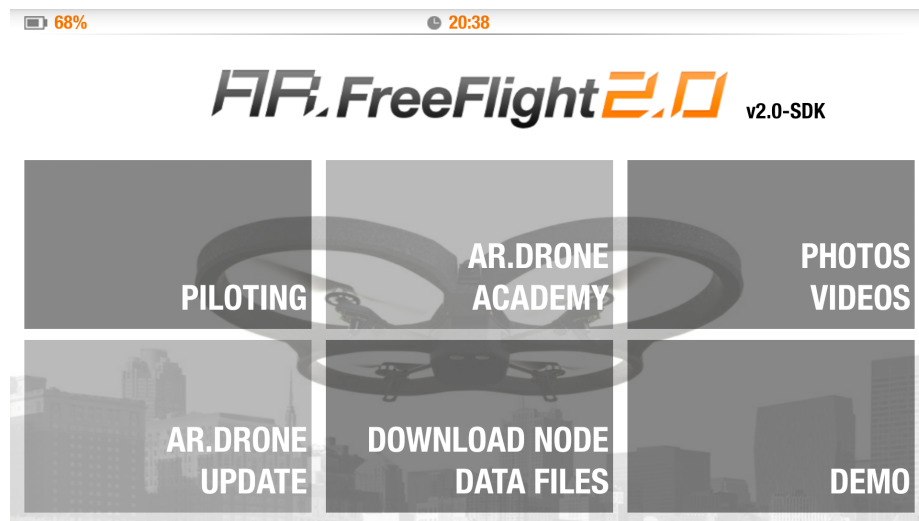 68%
20:38
AR.FreeFlight2.0
v2.0-SDK
PILOTING
AR.DRONE
ACADEMY
PHOTOS
VIDEOS
AR.DRONE
UPDATE
DOWNLOAD NODE
DATA FILES
DEMO